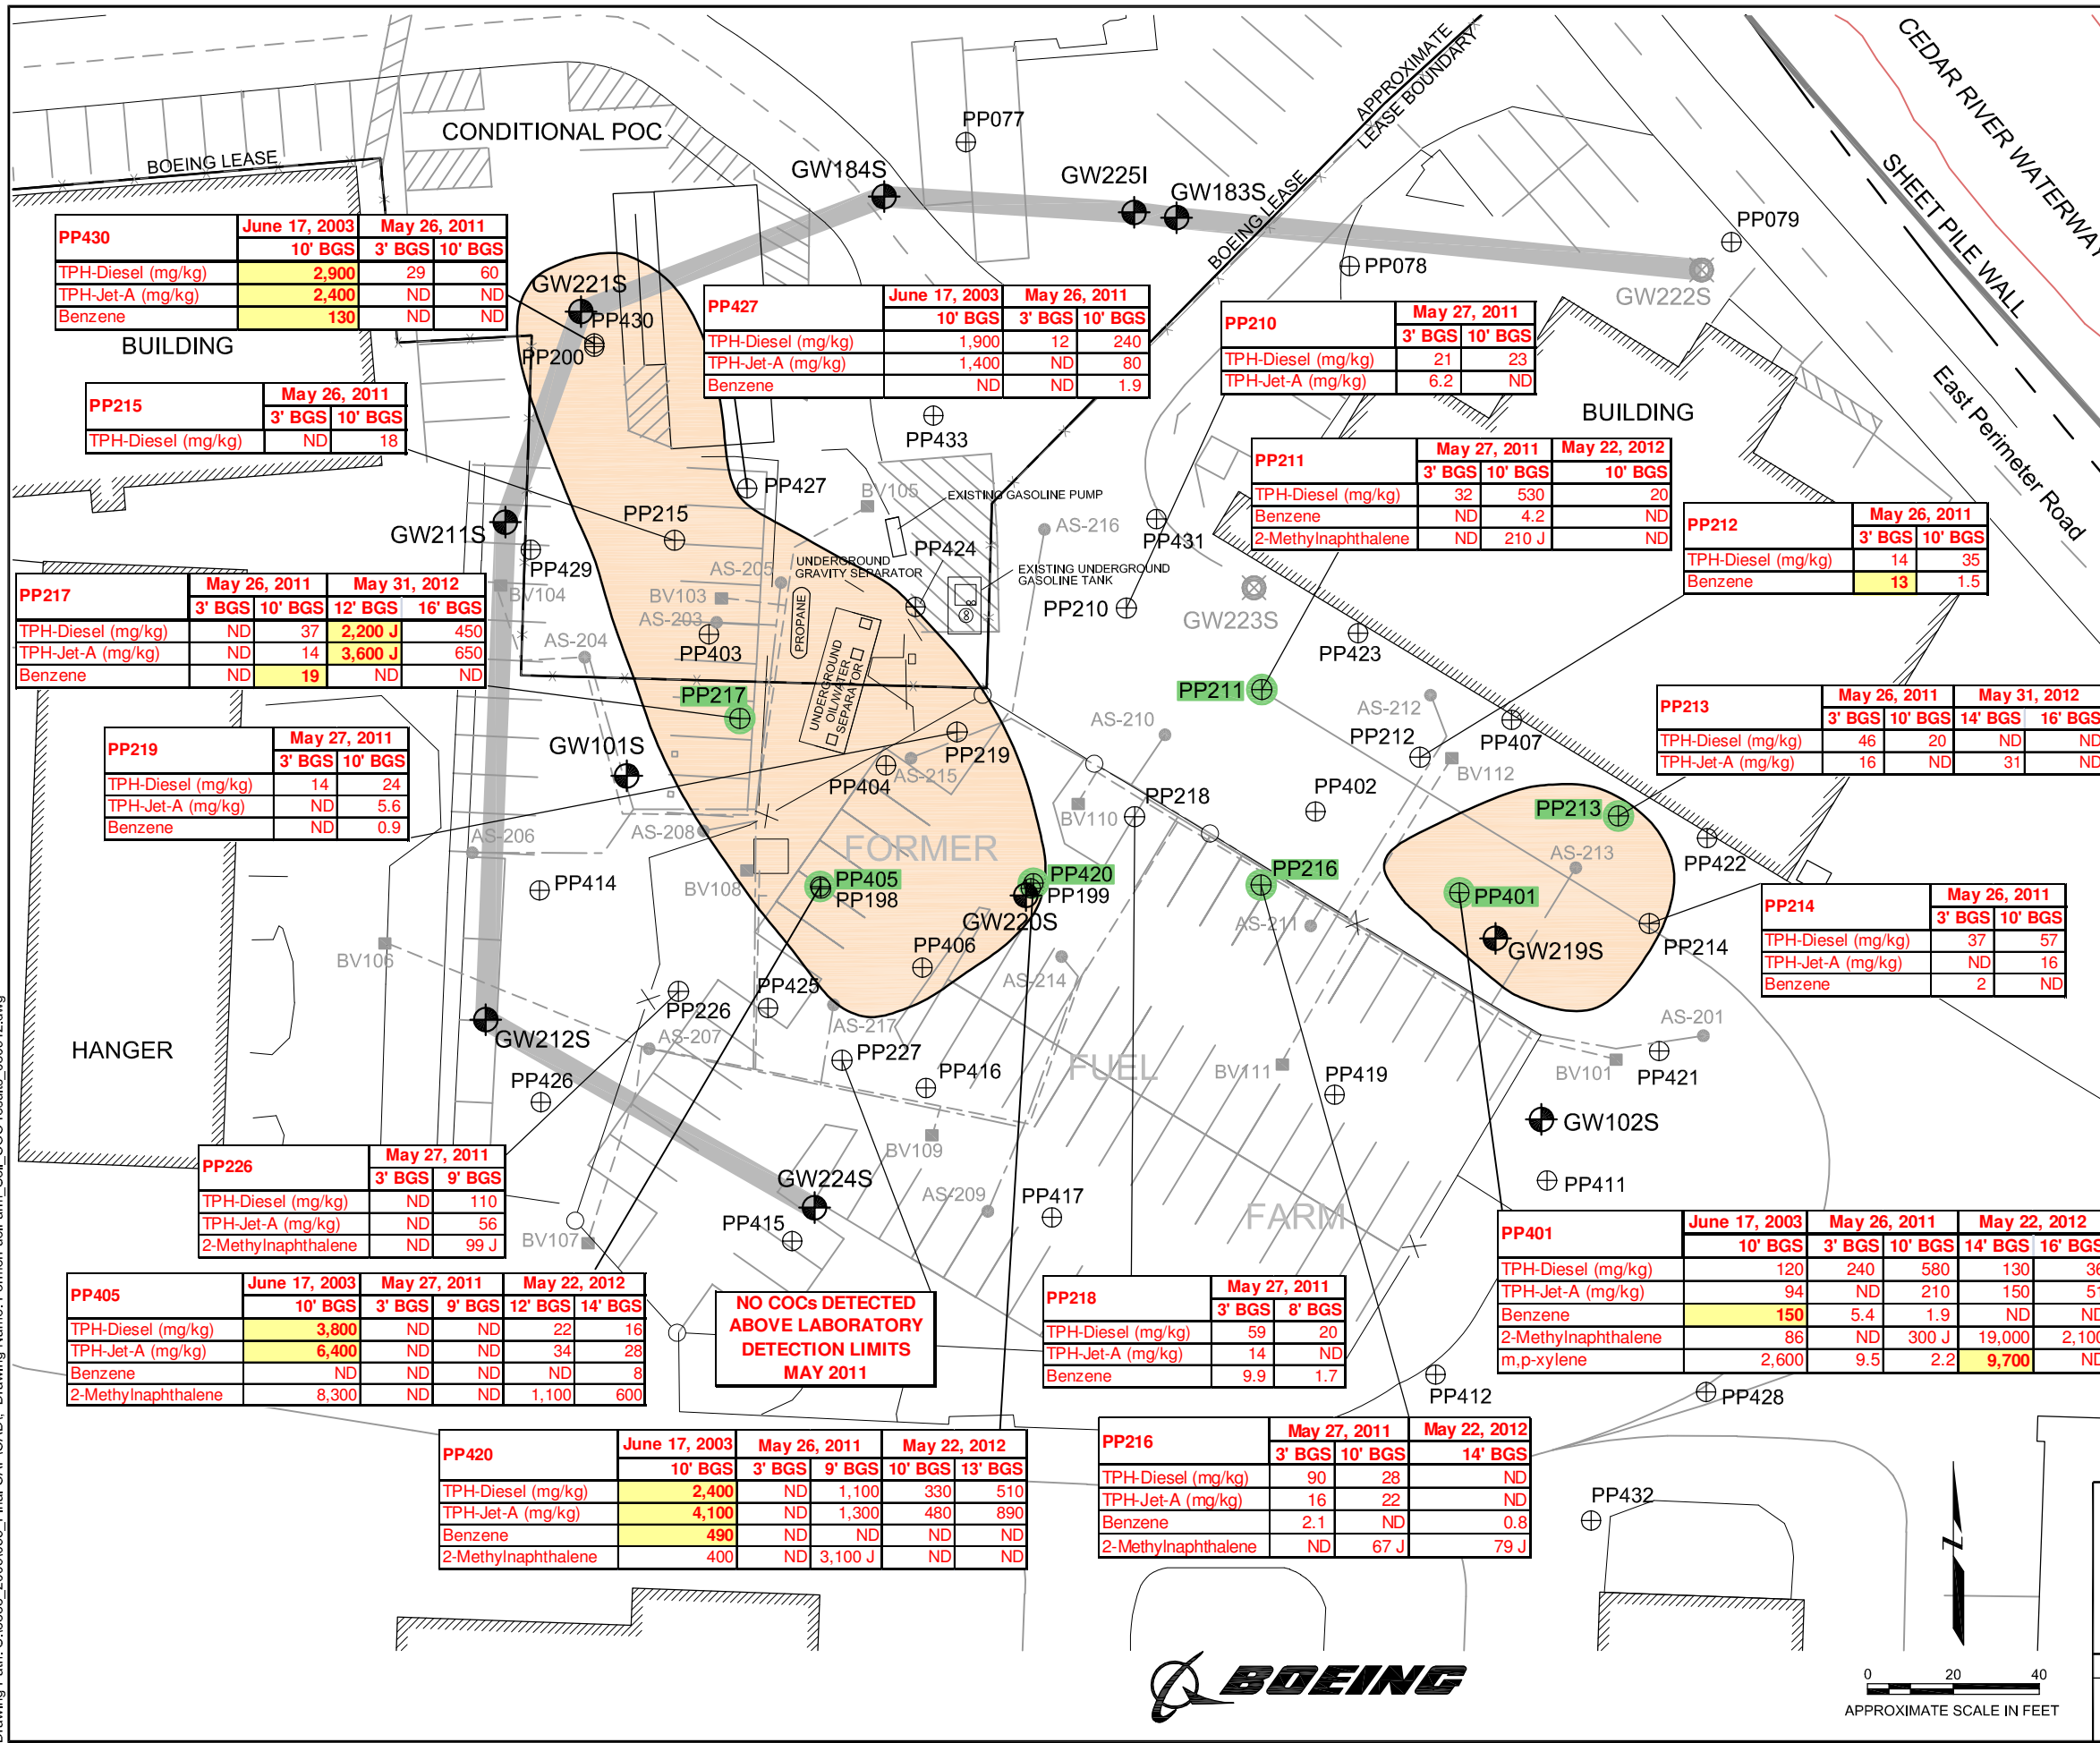 CEDAR RIVER WATERWAY
SHEET PILE WALL
East Perimeter Road
APPROXIMATE
LEASE BOUNDARY
BOEING LEASE
BOEING LEASE
CONDITIONAL POC
PP077
GW184S
GW225I
GW183S
PP079
PP078
GW222S
PP430 June 17, 2003 May 26, 2011
10' BGS 3' BGS 10' BGS
TPH-Diesel (mg/kg) 2,900 29 60
TPH-Jet-A (mg/kg) 2,400 ND ND
Benzene 130 ND ND
BUILDING
GW221S
PP430
PP200
PP427 June 17, 2003 May 26, 2011
10' BGS 3' BGS 10' BGS
TPH-Diesel (mg/kg) 1,900 12 240
TPH-Jet-A (mg/kg) 1,400 ND 80
Benzene ND ND 1.9
PP210 May 27, 2011
3' BGS 10' BGS
TPH-Diesel (mg/kg) 21 23
TPH-Jet-A (mg/kg) 6.2 ND
BUILDING
PP215 May 26, 2011
3' BGS 10' BGS
TPH-Diesel (mg/kg) ND 18
PP433
PP211 May 27, 2011 May 22, 2012
3' BGS 10' BGS 10' BGS
TPH-Diesel (mg/kg) 32 530 20
Benzene ND 4.2 ND
2-Methylnaphthalene ND 210 J ND
PP212 May 26, 2011
3' BGS 10' BGS
TPH-Diesel (mg/kg) 14 35
Benzene 13 1.5
PP427
BV105
EXISTING GASOLINE PUMP
PP215
GW211S
AS-216
PP431
PP424
PP429
UNDERGROUND
GRAVITY SEPARATOR
AS-205
EXISTING UNDERGROUND
GASOLINE TANK
BV104
BV103
AS-203
PROPANE
PP210
GW223S
PP217 May 26, 2011 May 31, 2012
3' BGS 10' BGS 12' BGS 16' BGS
TPH-Diesel (mg/kg) ND 37 2,200 J 450
TPH-Jet-A (mg/kg) ND 14 3,600 J 650
Benzene ND 19 ND ND
AS-204
PP403
UNDERGROUND
OIL/WATER
SEPARATOR
PP423
PP217
PP211
AS-210
AS-212
PP212
PP407
PP213 May 26, 2011 May 31, 2012
3' BGS 10' BGS 14' BGS 16' BGS
TPH-Diesel (mg/kg) 46 20 ND ND
TPH-Jet-A (mg/kg) 16 ND 31 ND
PP219 May 27, 2011
3' BGS 10' BGS
TPH-Diesel (mg/kg) 14 24
TPH-Jet-A (mg/kg) ND 5.6
Benzene ND 0.9
GW101S
PP219
AS-215
PP404
BV112
PP218
PP402
BV110
PP213
AS-206
AS-208
FORMER
AS-213
PP422
PP414
BV108
PP405
PP198
PP420
PP199
GW220S
PP216
AS-211
PP401
GW219S
PP214
PP214 May 26, 2011
3' BGS 10' BGS
TPH-Diesel (mg/kg) 37 57
TPH-Jet-A (mg/kg) ND 16
Benzene 2 ND
PP406
BV106
AS-214
PP425
PP226
AS-217
AS-201
GW212S
HANGER
AS-207
PP227
PP416
FUEL
BV111
PP419
BV101
PP421
PP426
GW102S
BV109
PP226 May 27, 2011
3' BGS 9' BGS
TPH-Diesel (mg/kg) ND 110
TPH-Jet-A (mg/kg) ND 56
2-Methylnaphthalene ND 99 J
GW224S
AS-209
PP417
PP411
FARM
PP415
BV107
PP401 June 17, 2003 May 26, 2011 May 22, 2012
10' BGS 3' BGS 10' BGS 14' BGS 16' BGS
TPH-Diesel (mg/kg) 120 240 580 130 36
TPH-Jet-A (mg/kg) 94 ND 210 150 51
Benzene 150 5.4 1.9 ND ND
2-Methylnaphthalene 86 ND 300 J 19,000 2,100
m,p-xylene 2,600 9.5 2.2 9,700 ND
PP405 June 17, 2003 May 27, 2011 May 22, 2012
10' BGS 3' BGS 9' BGS 12' BGS 14' BGS
TPH-Diesel (mg/kg) 3,800 ND ND 22 16
TPH-Jet-A (mg/kg) 6,400 ND ND 34 28
Benzene ND ND ND ND 8
2-Methylnaphthalene 8,300 ND ND 1,100 600
NO COCs DETECTED
ABOVE LABORATORY
DETECTION LIMITS
MAY 2011
PP218 May 27, 2011
3' BGS 8' BGS
TPH-Diesel (mg/kg) 59 20
TPH-Jet-A (mg/kg) 14 ND
Benzene 9.9 1.7
PP412
PP428
PP420 June 17, 2003 May 26, 2011 May 22, 2012
10' BGS 3' BGS 9' BGS 10' BGS 13' BGS
TPH-Diesel (mg/kg) 2,400 ND 1,100 330 510
TPH-Jet-A (mg/kg) 4,100 ND 1,300 480 890
Benzene 490 ND ND ND ND
2-Methylnaphthalene 400 ND 3,100 J ND ND
PP216 May 27, 2011 May 22, 2012
3' BGS 10' BGS 14' BGS
TPH-Diesel (mg/kg) 90 28 ND
TPH-Jet-A (mg/kg) 16 22 ND
Benzene 2.1 ND 0.8
2-Methylnaphthalene ND 67 J 79 J
PP432
N
BOEING
0 20 40
APPROXIMATE SCALE IN FEET